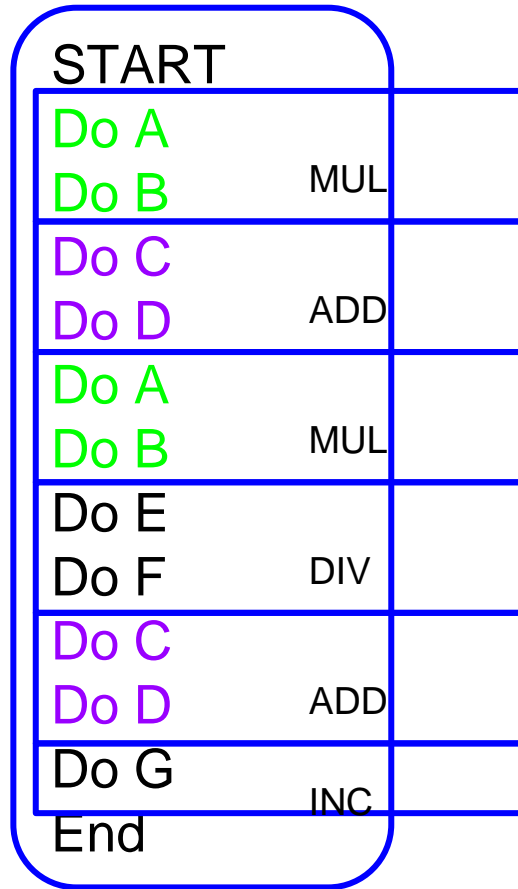 START
Do A
Do B MUL
Do C
Do D ADD
Do A
Do B MUL
Do E
Do F DIV
Do C
Do D ADD
Do G
INC
End